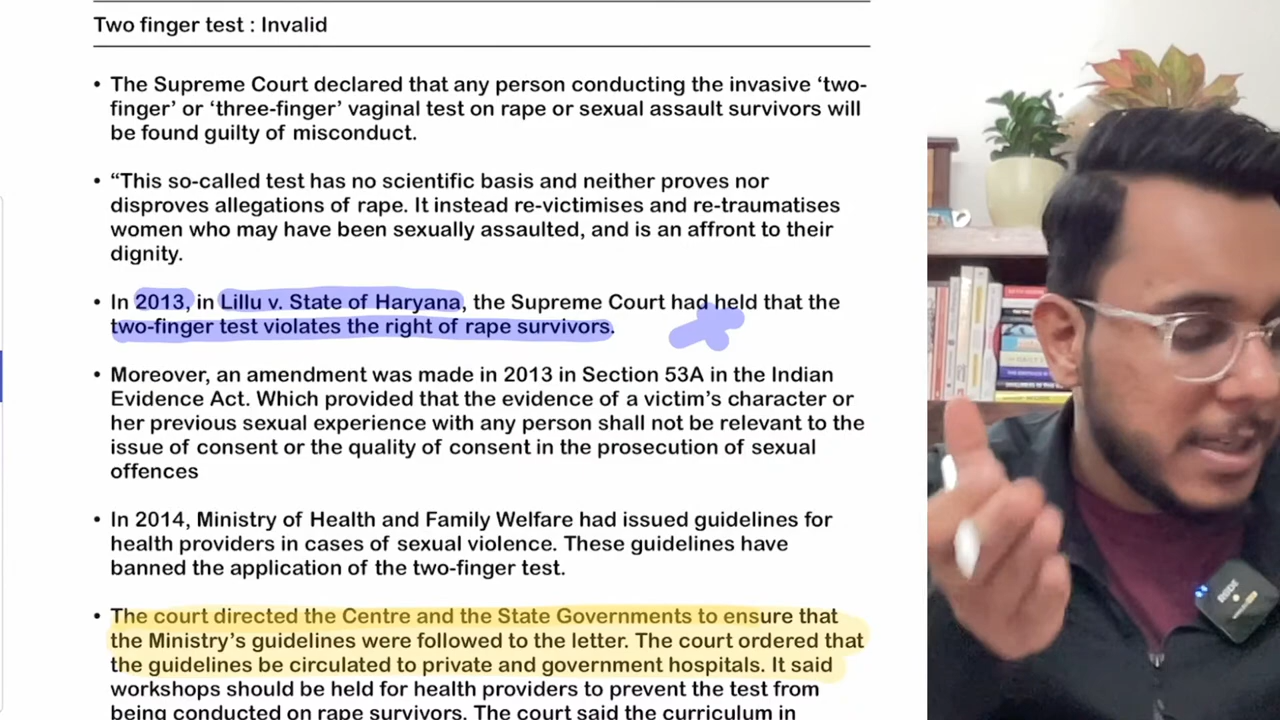 Two finger test : Invalid
• The Supreme Court declared that any person conducting the invasive ‘two-
finger’ or ‘three-finger’ vaginal test on rape or sexual assault survivors will
be found guilty of misconduct.
• “This so-called test has no scientific basis and neither proves nor
disproves allegations of rape. It instead re-victimises and re-traumatises
women who may have been sexually assaulted, and is an affront to their
dignity.
• In 2013, in Lillu v. State of Haryana, the Supreme Court had held that the
two-finger test violates the right of rape survivors.
• Moreover, an amendment was made in 2013 in Section 53A in the Indian
Evidence Act. Which provided that the evidence of a victim’s character or
her previous sexual experience with any person shall not be relevant to the
issue of consent or the quality of consent in the prosecution of sexual
offences
• In 2014, Ministry of Health and Family Welfare had issued guidelines for
health providers in cases of sexual violence. These guidelines have
banned the application of the two-finger test.
• The court directed the Centre and the State Governments to ensure that
the Ministry’s guidelines were followed to the letter. The court ordered that
the guidelines be circulated to private and government hospitals. It said
workshops should be held for health providers to prevent the test from
being conducted on rape survivors. The court said the curriculum in
RØDE